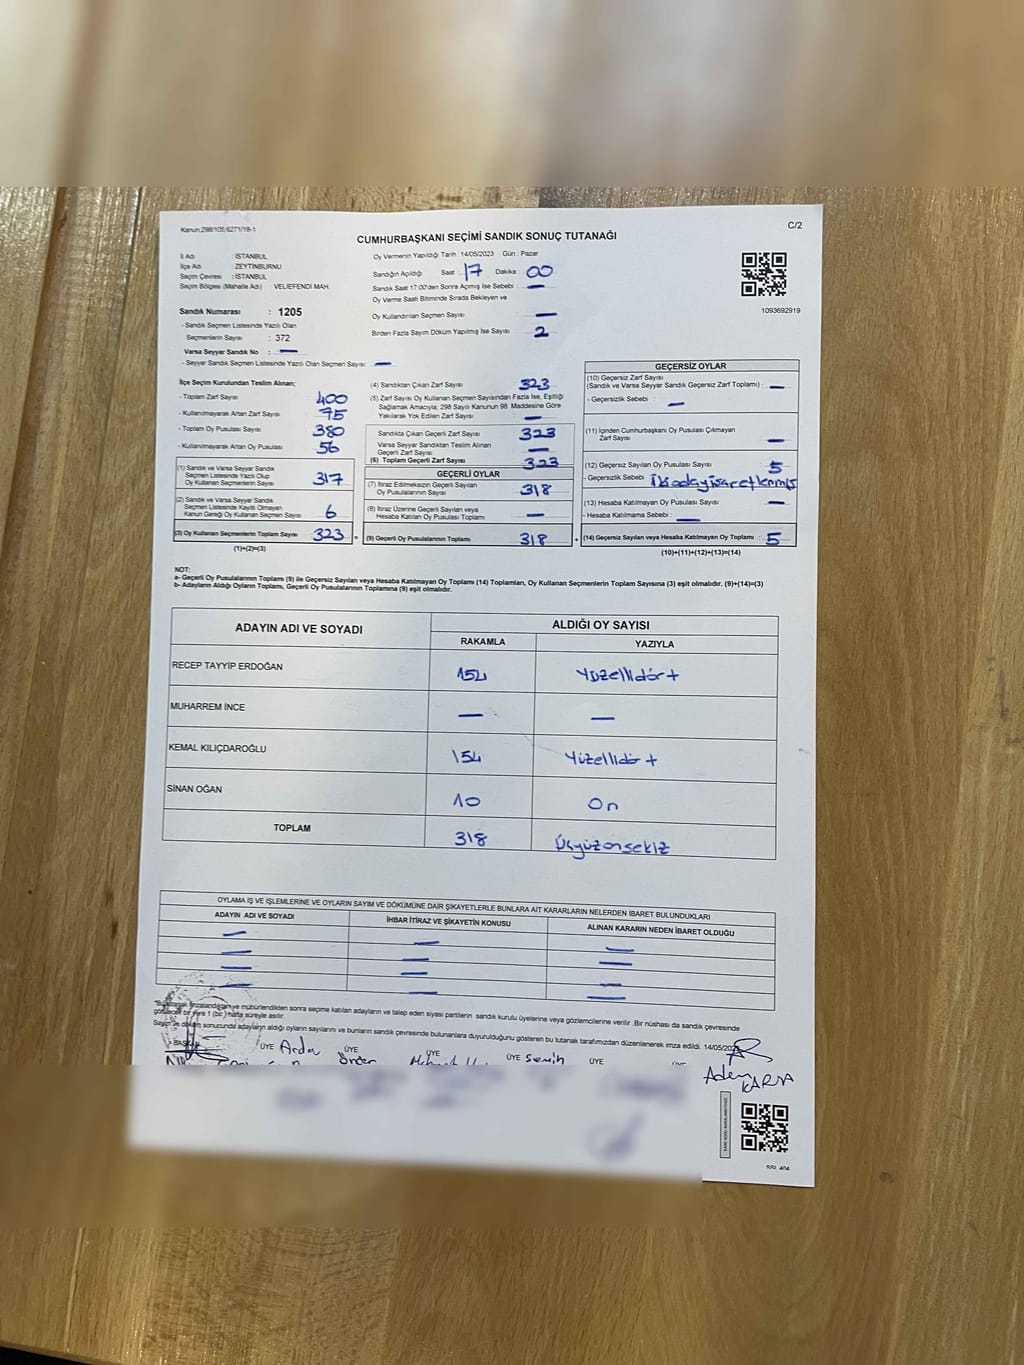 Kanun.298/105,6271/18-1
C/2
CUMHURBAŞKANI SEÇİMİ SANDIK SONUÇ TUTANAĞI
İl Adı : İSTANBUL
İlçe Adı : ZEYTİNBURNU
Seçim Çevresi : İSTANBUL
Seçim Bölgesi (Mahalle Adı) VELİEFENDİ MAH.
Oy Vermenin Yapıldığı Tarih :14/05/2023 Gün : Pazar
Sandığın Açıldığı Saat : 17 Dakika : 00
Sandık Saat 17:00'den Sonra Açılmış İse Sebebi : —
Oy Verme Saati Bitiminde Sırada Bekleyen ve
Oy Kullandırılan Seçmen Sayısı —
Birden Fazla Sayım Döküm Yapılmış İse Sayısı : 2
1093692919
Sandık Numarası : 1205
- Sandık Seçmen Listesinde Yazılı Olan
Seçmenlerin Sayısı : 372
Varsa Seyyar Sandık No : —
- Seyyar Sandık Seçmen Listesinde Yazılı Olan Seçmen Sayısı: —
İlçe Seçim Kurulundan Teslim Alınan;
- Toplam Zarf Sayısı 400
- Kullanılmayarak Artan Zarf Sayısı : 75
- Toplam Oy Pusulası Sayısı : 380
- Kullanılmayarak Artan Oy Pusulası : 56
(1) Sandık ve Varsa Seyyar Sandık
Seçmen Listesinde Yazılı Olup
Oy Kullanan Seçmen Sayısı : 317
(2) Sandık ve Varsa Seyyar Sandık
Seçmen Listesinde Kayıtlı Olmayan
Kanun Gereği Oy Kullanan Seçmen Sayısı : 6
(3) Oy Kullanan Seçmenlerin Toplam Sayısı : 323 =
(1)+(2)=(3)
(4) Sandıktan Çıkan Zarf Sayısı : 323
(5) Zarf Sayısı Oy Kullanan Seçmen Sayısından Fazla İse, Eşitliği
Sağlamak Amacıyla; 298 Sayılı Kanunun 98. Maddesine Göre
Yakılarak Yok Edilen Zarf Sayısı : —
Sandıkta Çıkan Geçerli Zarf Sayısı : 323
Varsa Seyyar Sandıktan Teslim Alınan
Geçerli Zarf Sayısı : —
(6) Toplam Geçerli Zarf Sayısı : 323
GEÇERLİ OYLAR
(7) İtiraz Edilmeksizin Geçerli Sayılan
Oy Pusulalarının Sayısı : 318
(8) İtiraz Üzerine Geçerli Sayılan veya
Hesaba Katılan Oy Pusulası Toplamı : —
(9) Geçerli Oy Pusulalarının Toplamı : 318 +
GEÇERSİZ OYLAR
(10) Geçersiz Zarf Sayısı
(Sandık ve Varsa Seyyar Sandık Geçersiz Zarf Toplamı) : —
- Geçersizlik Sebebi : —
(11) İçinden Cumhurbaşkanı Oy Pusulası Çıkmayan
Zarf Sayısı : —
(12) Geçersiz Sayılan Oy Pusulası Sayısı : 5
- Geçersizlik Sebebi : iki aday işaretlenmiş
(13) Hesaba Katılmayan Oy Pusulası Sayısı : —
- Hesaba Katılmama Sebebi : —
(14) Geçersiz Sayılan veya Hesaba Katılmayan Oy Toplamı : 5
(10)+(11)+(12)+(13)=(14)
NOT:
a- Geçerli Oy Pusulalarının Toplamı (9) ile Geçersiz Sayılan veya Hesaba Katılmayan Oy Toplamı (14) Toplamları, Oy Kullanan Seçmenlerin Toplam Sayısına (3) eşit olmalıdır. (9)+(14)=(3)
b- Adayların Aldığı Oyların Toplamı, Geçerli Oy Pusulalarının Toplamına (9) eşit olmalıdır.
ADAYIN ADI VE SOYADI ALDIĞI OY SAYISI
RAKAMLA YAZIYLA
RECEP TAYYİP ERDOĞAN 154 Yüzellidört
MUHARREM İNCE — —
KEMAL KILIÇDAROĞLU 154 Yüzellidört
SİNAN OĞAN 10 On
TOPLAM 318 Üçyüzonsekiz
OYLAMA İŞ VE İŞLEMLERİNE VE OYLARIN SAYIM VE DÖKÜMÜNE DAİR ŞİKAYETLERLE BUNLARA AİT KARARLARIN NELERDEN İBARET BULUNDUKLARI
ADAYIN ADI VE SOYADI İHBAR İTİRAZ VE ŞİKAYETİN KONUSU ALINAN KARARIN NEDEN İBARET OLDUĞU
— — —
— — —
— — —
— — —
imzalandıktan ve mühürlendikten sonra seçime katılan adayların ve talep eden siyasi partilerin sandık kurulu üyelerine veya gözlemcilerine verilir. Bir nüshası da sandık çevresinde
görülecek bir yere 1 (bir) hafta süreyle asılır.
Sayım ve döküm sonucunda adayların aldığı oyların sayılarını ve bunların sandık çevresinde bulunanlara duyurulduğunu gösteren bu tutanak tarafımızdan düzenlenerek imza edildi. 14/05/2023
BAŞKAN ÜYE Arda ÜYE Önder ÜYE ÜYE Semih ÜYE
Adem
KARA